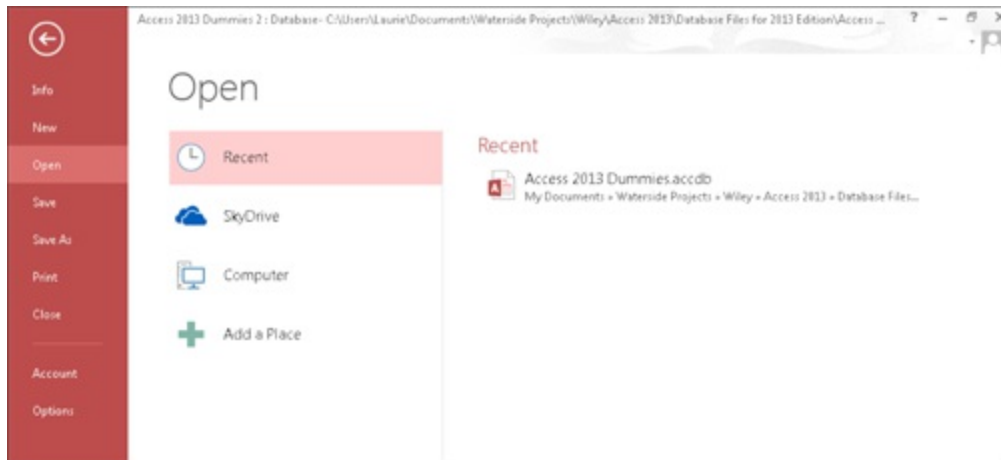 Access 2013 Dummies 2 : Database- C:\Users\Laurie\Documents\Waterside Projects\Wiley\Access 2013\Database Files for 2013 Edition\Access ... ?
Info
New
Open
Save
Save As
Print
Close
Account
Options
Open
Recent
SkyDrive
Computer
Add a Place
Recent
Access 2013 Dummies.accdb
My Documents » Waterside Projects » Wiley » Access 2013 » Database Files...